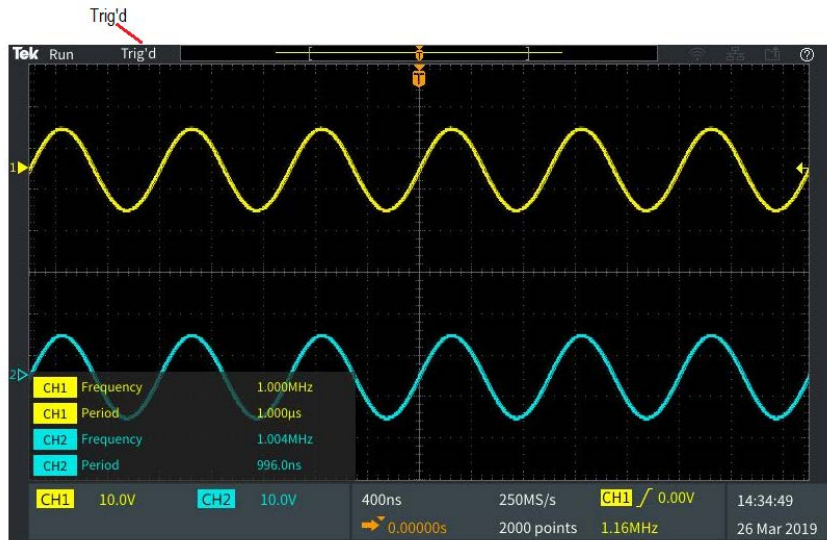 Trig'd
Tek Run Trig'd
T
T
1
2
CH1 Frequency 1.000MHz
CH1 Period 1.000µs
CH2 Frequency 1.004MHz
CH2 Period 996.0ns
CH1 10.0V CH2 10.0V 400ns 250MS/s CH1 0.00V 14:34:49
0.00000s 2000 points 1.16MHz 26 Mar 2019